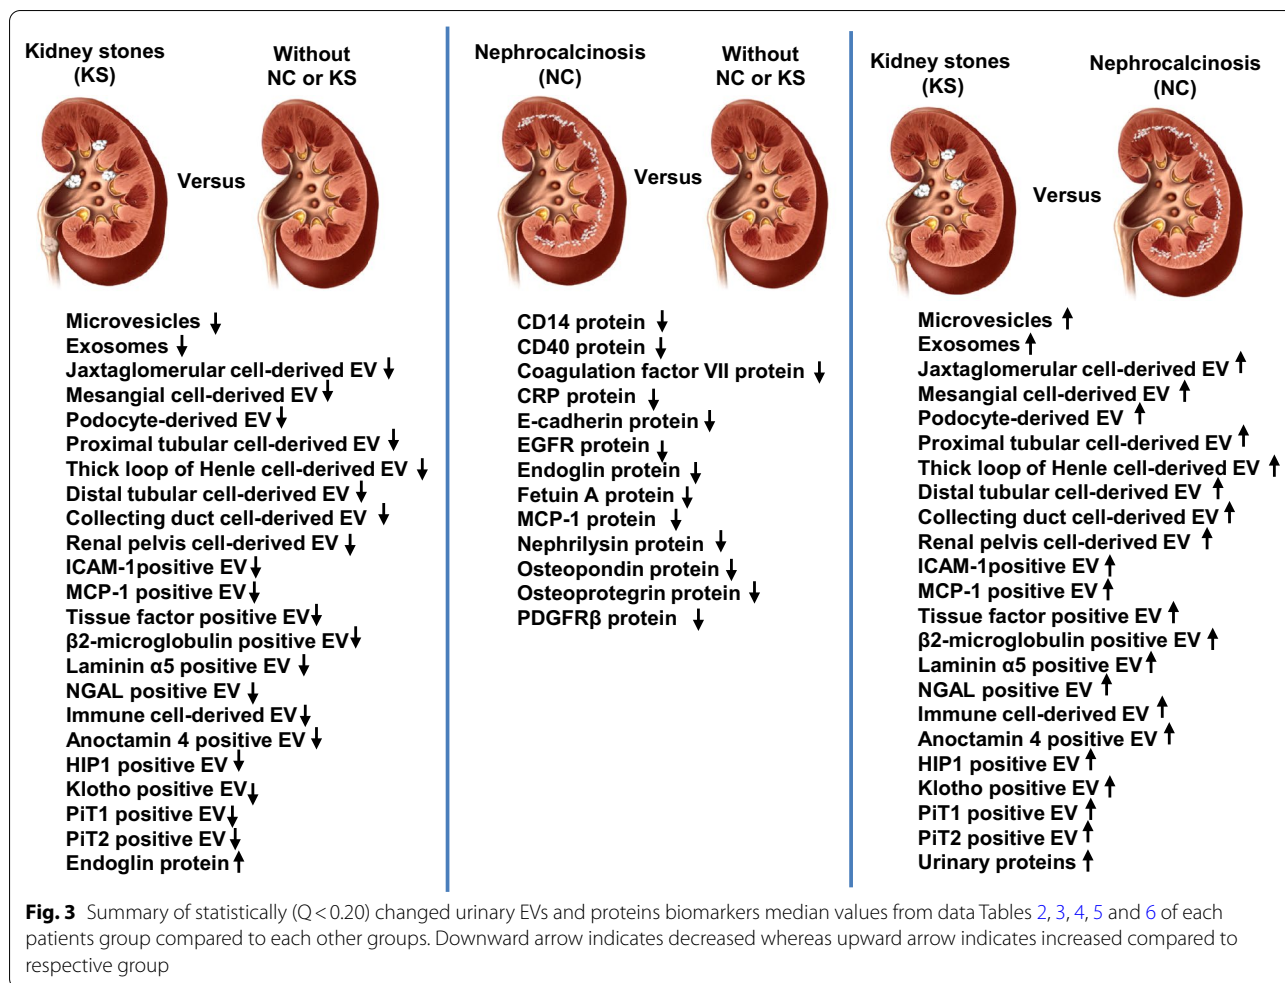 Kidney stones
(KS)
Without
NC or KS
Versus
Microvesicles ↓
Exosomes ↓
Jaxtaglomerular cell-derived EV ↓
Mesangial cell-derived EV ↓
Podocyte-derived EV ↓
Proximal tubular cell-derived EV ↓
Thick loop of Henle cell-derived EV ↓
Distal tubular cell-derived EV ↓
Collecting duct cell-derived EV ↓
Renal pelvis cell-derived EV ↓
ICAM-1positive EV ↓
MCP-1 positive EV ↓
Tissue factor positive EV ↓
β2-microglobulin positive EV ↓
Laminin α5 positive EV ↓
NGAL positive EV ↓
Immune cell-derived EV ↓
Anoctamin 4 positive EV ↓
HIP1 positive EV ↓
Klotho positive EV ↓
PiT1 positive EV ↓
PiT2 positive EV ↓
Endoglin protein ↑
Nephrocalcinosis
(NC)
Without
NC or KS
Versus
CD14 protein ↓
CD40 protein ↓
Coagulation factor VII protein ↓
CRP protein ↓
E-cadherin protein ↓
EGFR protein ↓
Endoglin protein ↓
Fetuin A protein ↓
MCP-1 protein ↓
Nephrilysin protein ↓
Osteopondin protein ↓
Osteoprotegrin protein ↓
PDGFRβ protein ↓
Kidney stones
(KS)
Nephrocalcinosis
(NC)
Versus
Microvesicles ↑
Exosomes ↑
Jaxtaglomerular cell-derived EV ↑
Mesangial cell-derived EV ↑
Podocyte-derived EV ↑
Proximal tubular cell-derived EV ↑
Thick loop of Henle cell-derived EV ↑
Distal tubular cell-derived EV ↑
Collecting duct cell-derived EV ↑
Renal pelvis cell-derived EV ↑
ICAM-1positive EV ↑
MCP-1 positive EV ↑
Tissue factor positive EV ↑
β2-microglobulin positive EV ↑
Laminin α5 positive EV ↑
NGAL positive EV ↑
Immune cell-derived EV ↑
Anoctamin 4 positive EV ↑
HIP1 positive EV ↑
Klotho positive EV ↑
PiT1 positive EV ↑
PiT2 positive EV ↑
Urinary proteins ↑
Fig. 3 Summary of statistically (Q < 0.20) changed urinary EVs and proteins biomarkers median values from data Tables 2, 3, 4, 5 and 6 of each
patients group compared to each other groups. Downward arrow indicates decreased whereas upward arrow indicates increased compared to
respective group